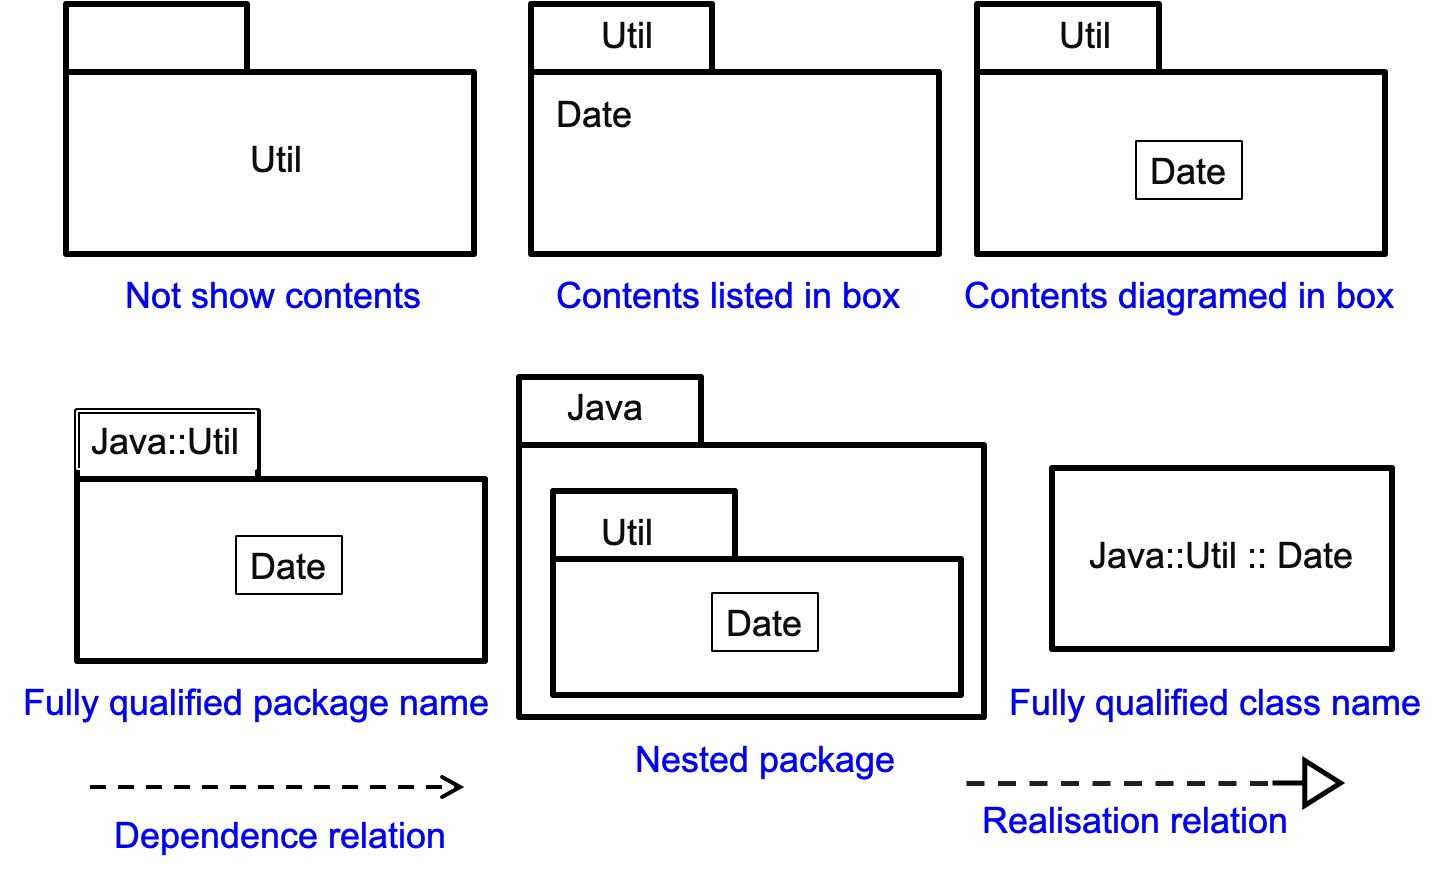 Util
Util
Util
Date
Date
Not show contents
Contents listed in box
Contents diagramed in box
Java::Util
Date
Java
Util
Date
Java::Util :: Date
Fully qualified package name
Nested package
Fully qualified class name
Dependence relation
Realisation relation